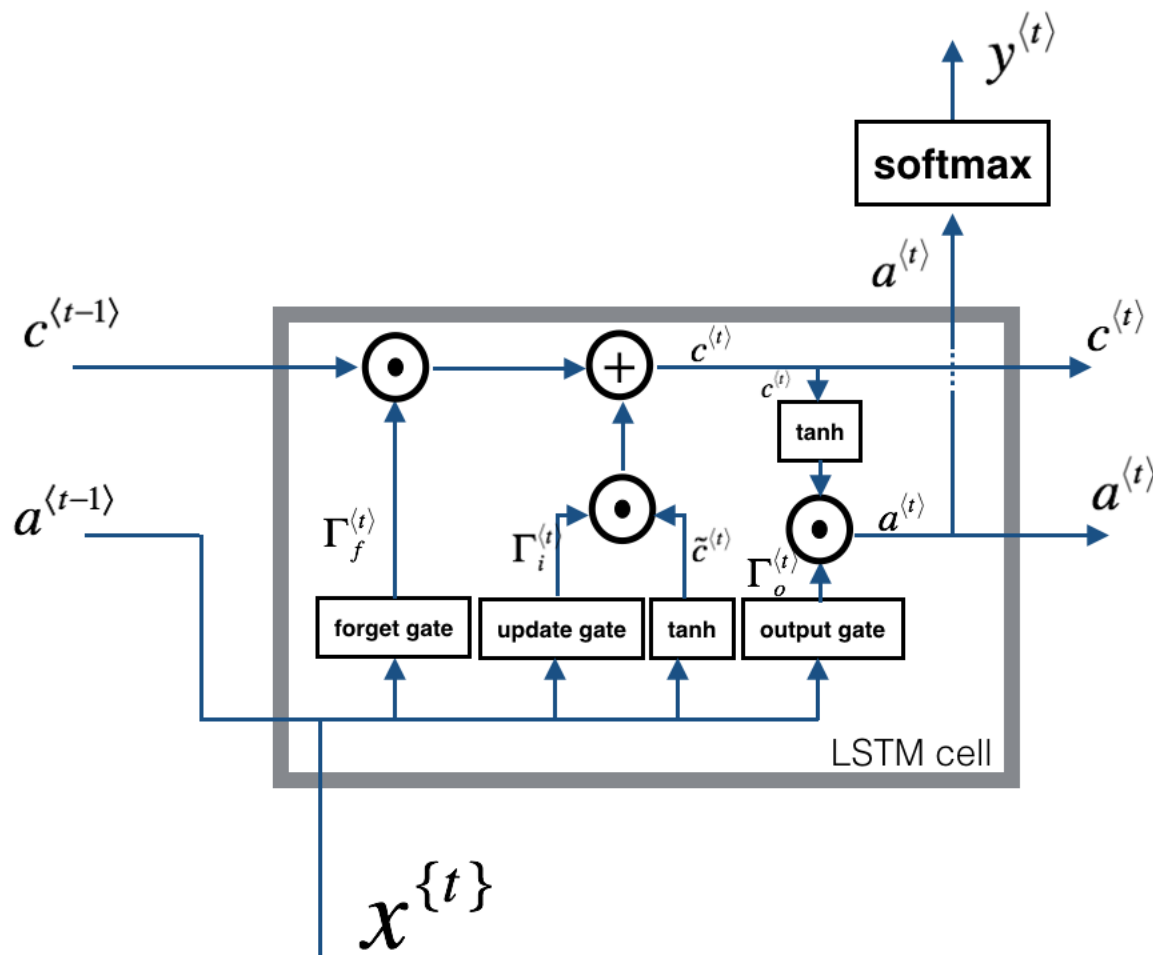 y⟨t⟩
softmax
a⟨t⟩
c⟨t−1⟩
c⟨t⟩
c⟨t⟩
c⟨t⟩
tanh
a⟨t−1⟩
Γf⟨t⟩
Γi⟨t⟩
c̃⟨t⟩
Γo⟨t⟩
a⟨t⟩
a⟨t⟩
forget gate
update gate
tanh
output gate
LSTM cell
x{t}